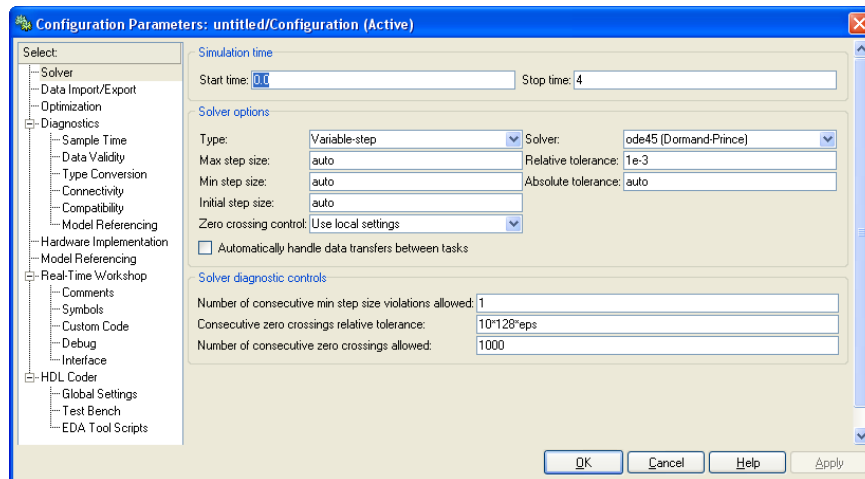 Configuration Parameters: untitled/Configuration (Active)
Select:
Solver
Data Import/Export
Optimization
Diagnostics
Sample Time
Data Validity
Type Conversion
Connectivity
Compatibility
Model Referencing
Hardware Implementation
Model Referencing
Real-Time Workshop
Comments
Symbols
Custom Code
Debug
Interface
HDL Coder
Global Settings
Test Bench
EDA Tool Scripts
Simulation time
Start time: 0.0 Stop time: 4
Solver options
Type: Variable-step Solver: ode45 (Dormand-Prince)
Max step size: auto Relative tolerance: 1e-3
Min step size: auto Absolute tolerance: auto
Initial step size: auto
Zero crossing control: Use local settings
Automatically handle data transfers between tasks
Solver diagnostic controls
Number of consecutive min step size violations allowed: 1
Consecutive zero crossings relative tolerance: 10*128*eps
Number of consecutive zero crossings allowed: 1000
OK Cancel Help Apply